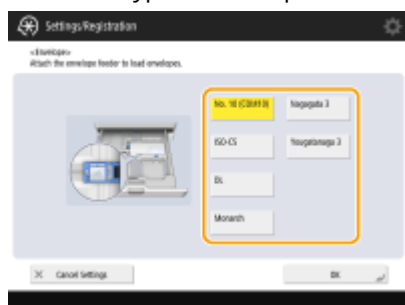 Settings/Registration
<Envelope>
Attach the envelope feeder to load envelopes.
No. 10 (COM10)
Nagagata 3
ISO-C5
Yougatanaga 3
DL
Monarch
Cancel Settings
OK